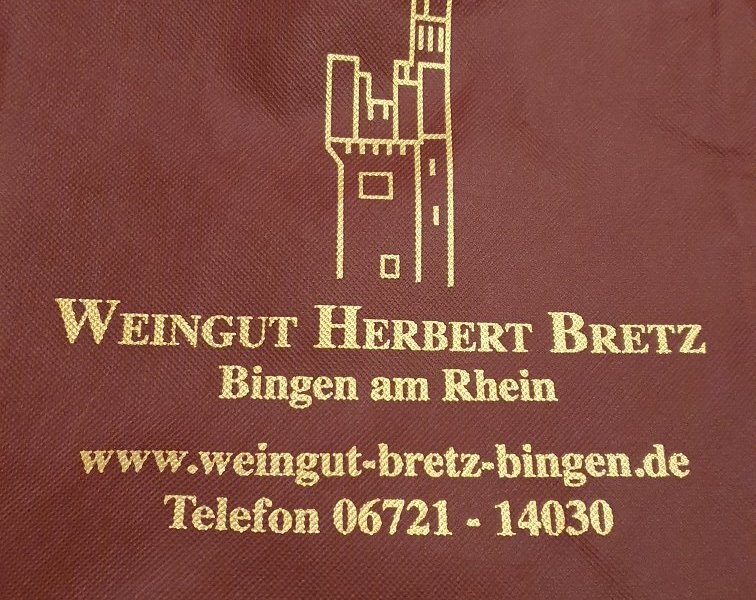 WEINGUT HERBERT BRETZ
Bingen am Rhein
www.weingut-bretz-bingen.de
Telefon 06721 - 14030